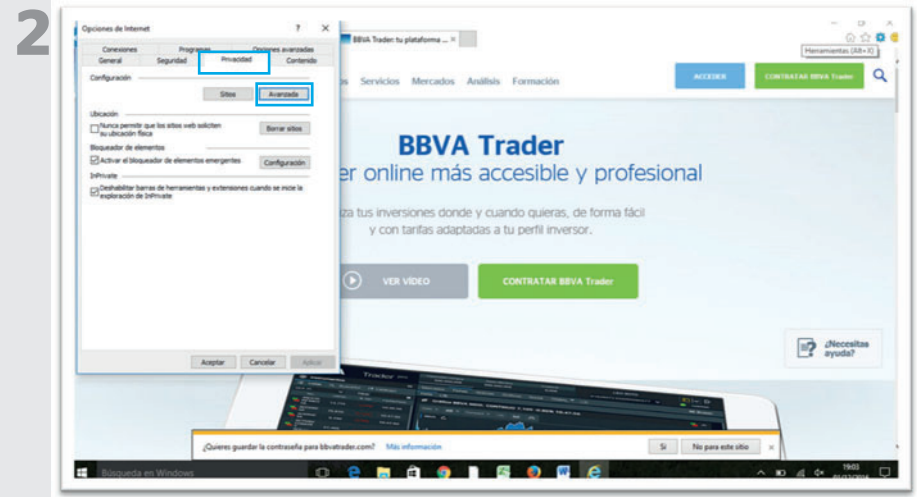 2
Opciones de Internet ? ×
BBVA Trader: tu plataforma ... ×
Conexiones Programas Opciones avanzadas
General Seguridad Privacidad Contenido
Herramientas (Alt+X)
Configuración
Sitios Avanzada
Servicios Mercados Análisis Formación
ACCEDER
CONTRATAR BBVA Trader
Ubicación
Nunca permitir que los sitios web soliciten
su ubicación física
Borrar sitios
Bloqueador de elementos
Activar el bloqueador de elementos emergentes
Configuración
InPrivate
Deshabilitar barras de herramientas y extensiones cuando se inicie la
exploración de InPrivate
Aceptar Cancelar Aplicar
BBVA Trader
er online más accesible y profesional
iza tus inversiones donde y cuando quieras, de forma fácil
y con tarifas adaptadas a tu perfil inversor.
VER VÍDEO
CONTRATAR BBVA Trader
¿Necesitas
ayuda?
Trader
¿Quieres guardar la contraseña para bbvatrader.com? Más información
Sí No para este sitio ×
Búsqueda en Windows
19:03
01/12/2016